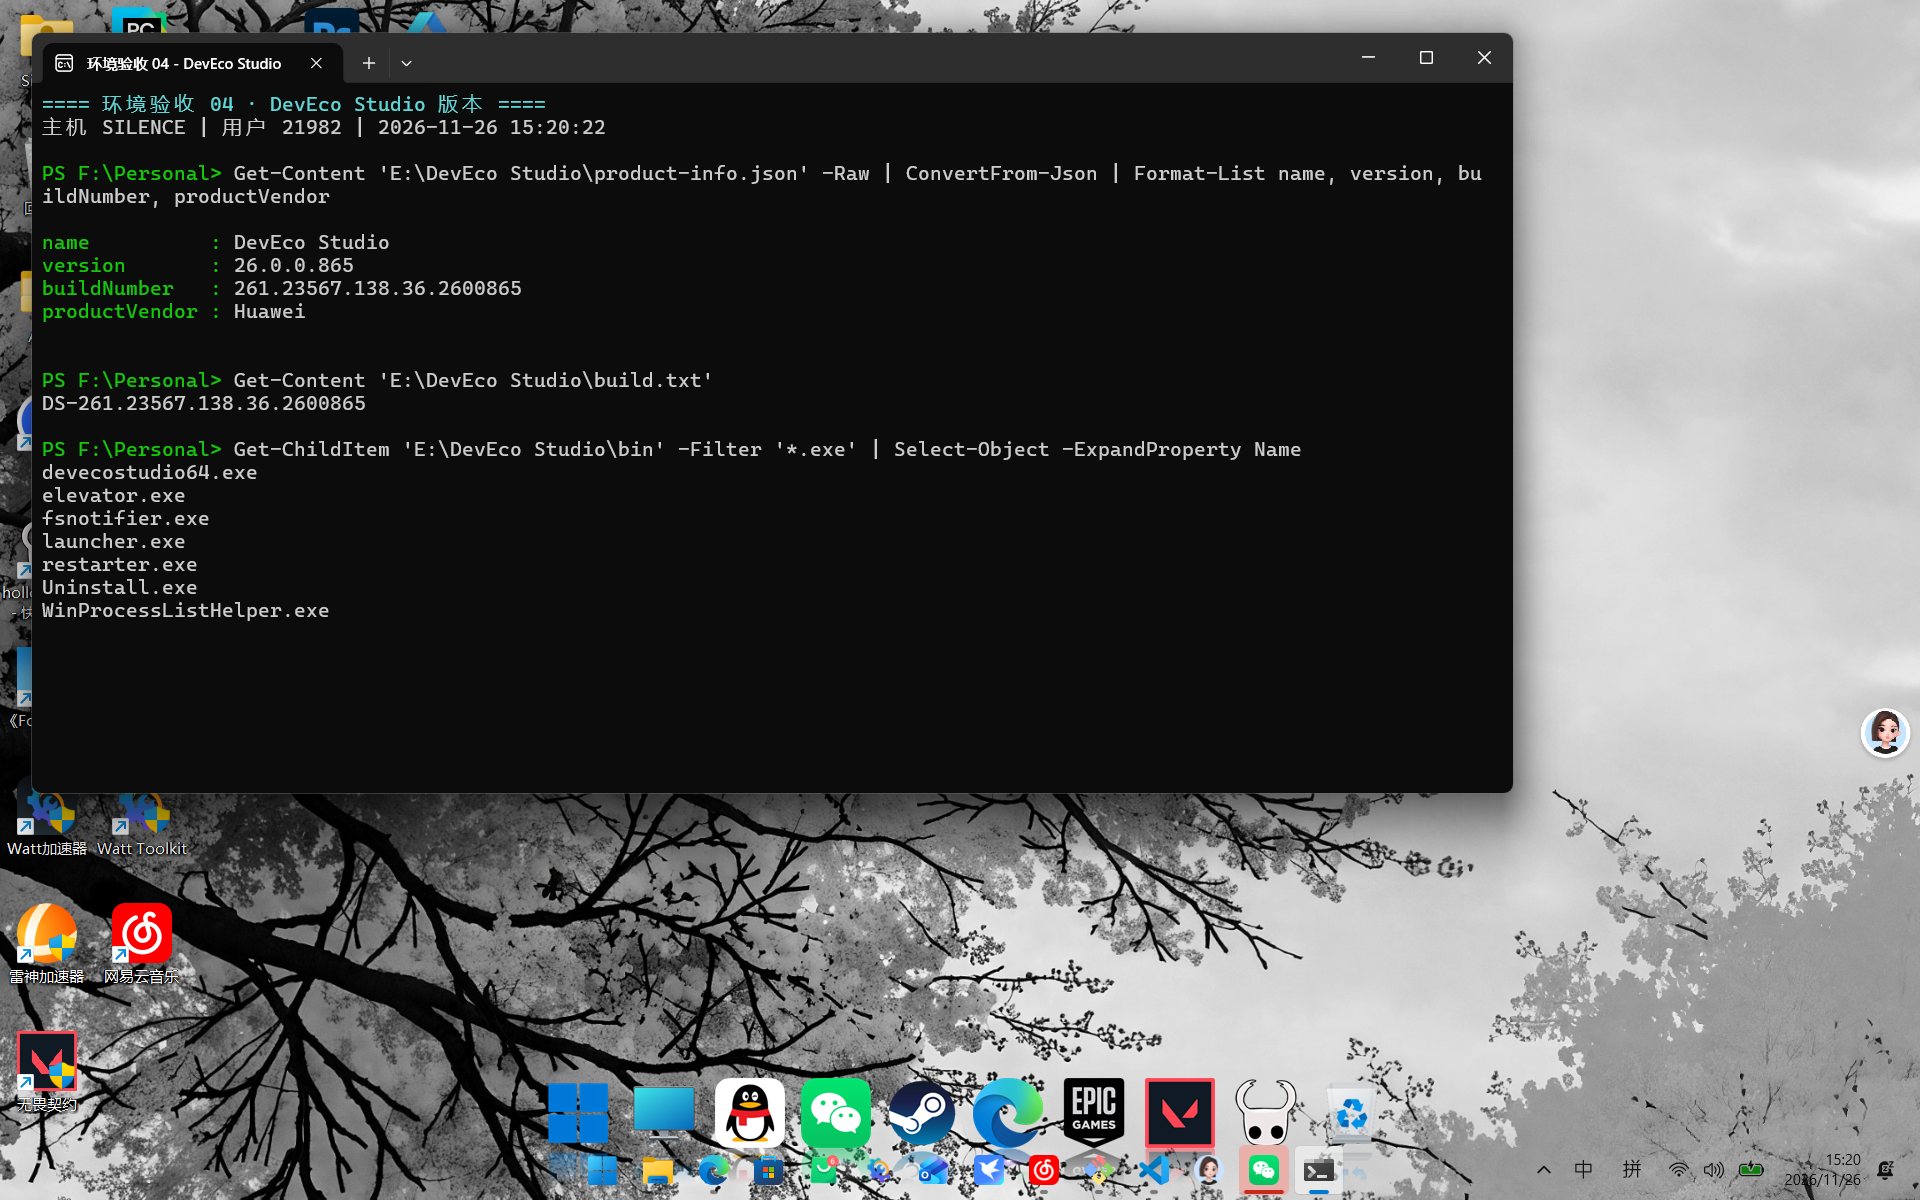 环境验收 04 - DevEco Studio
==== 环境验收 04 · DevEco Studio 版本 ====
主机 SILENCE | 用户 21982 | 2026-11-26 15:20:22
PS F:\Personal> Get-Content 'E:\DevEco Studio\product-info.json' -Raw | ConvertFrom-Json | Format-List name, version, bu
ildNumber, productVendor
name : DevEco Studio
version : 26.0.0.865
buildNumber : 261.23567.138.36.2600865
productVendor : Huawei
PS F:\Personal> Get-Content 'E:\DevEco Studio\build.txt'
DS-261.23567.138.36.2600865
PS F:\Personal> Get-ChildItem 'E:\DevEco Studio\bin' -Filter '*.exe' | Select-Object -ExpandProperty Name
devecostudio64.exe
elevator.exe
fsnotifier.exe
launcher.exe
restarter.exe
Uninstall.exe
WinProcessListHelper.exe
Watt加速器 Watt Toolkit
雷神加速器 网易云音乐
无畏契约
EPIC
GAMES
中 拼 15:20
2026/11/26